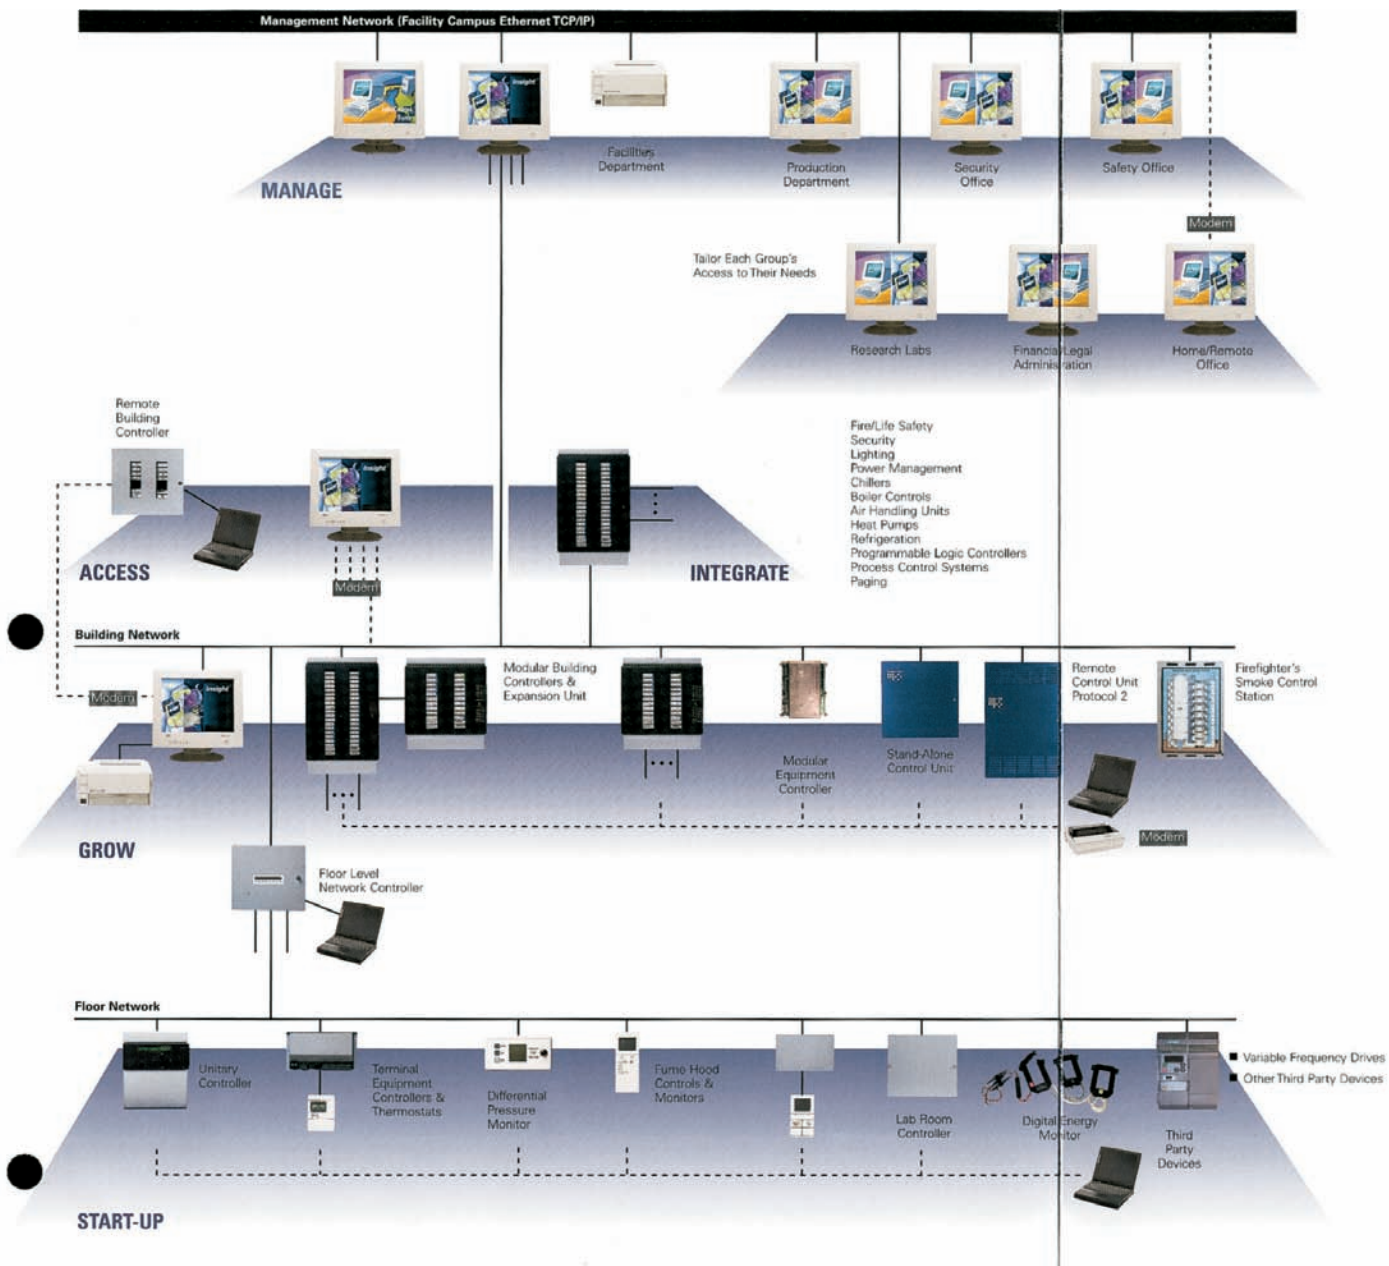 Management Network (Facility Campus Ethernet TCP/IP)
Insight
Facilities
Department
Production
Department
Security
Office
Safety Office
MANAGE
Modem
Tailor Each Group's
Access to Their Needs
Research Labs
Financial/Legal
Administration
Home/Remote
Office
Remote
Building
Controller
Insight
ACCESS
Modem
INTEGRATE
Fire/Life Safety
Security
Lighting
Power Management
Chillers
Boiler Controls
Air Handling Units
Heat Pumps
Refrigeration
Programmable Logic Controllers
Process Control Systems
Paging
Building Network
Modem
Insight
Modular Building
Controllers &
Expansion Unit
Modular
Equipment
Controller
Stand-Alone
Control Unit
Remote
Control Unit
Protocol 2
Firefighter's
Smoke Control
Station
Modem
GROW
Floor Level
Network Controller
Floor Network
Unitary
Controller
Terminal
Equipment
Controllers &
Thermostats
Differential
Pressure
Monitor
Fume Hood
Controls &
Monitors
Lab Room
Controller
Digital Energy
Monitor
Third
Party
Devices
Variable Frequency Drives
Other Third Party Devices
START-UP